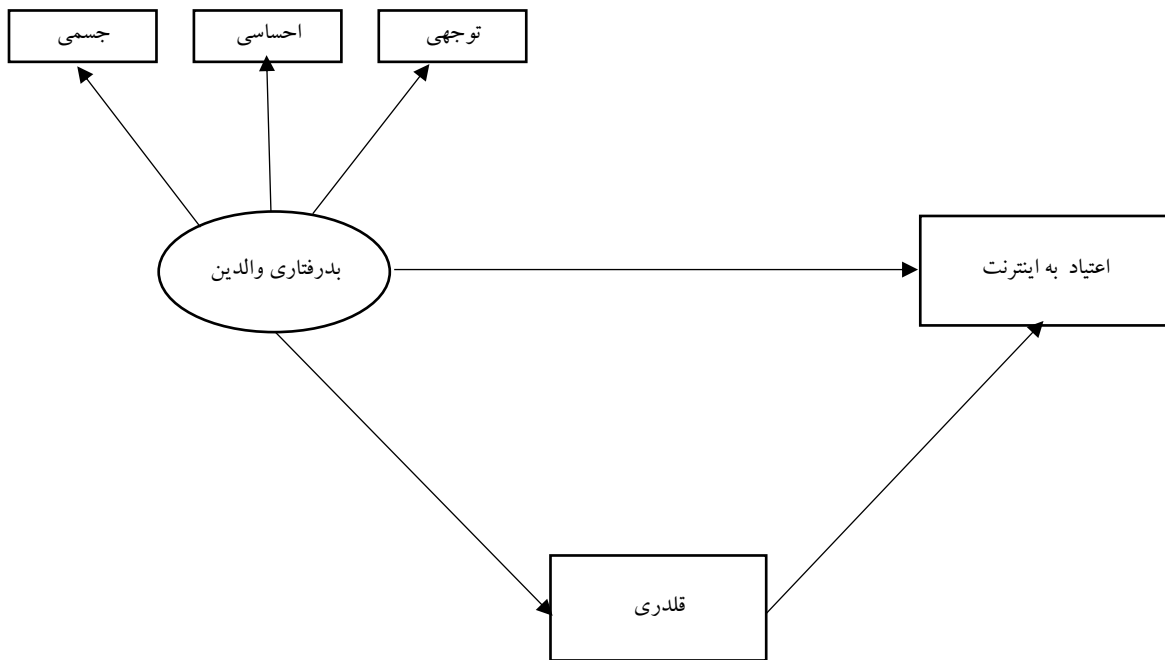 توجهی
احساسی
جسمی
بدرفتاری والدین
اعتیاد به اینترنت
قلدری